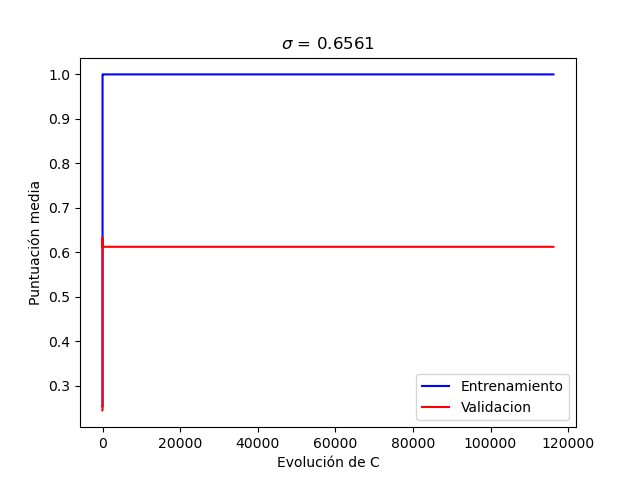 σ = 0.6561
Puntuación media
1.0
0.9
0.8
0.7
0.6
0.5
0.4
0.3
Entrenamiento
Validacion
0 20000 40000 60000 80000 100000 120000
Evolución de C